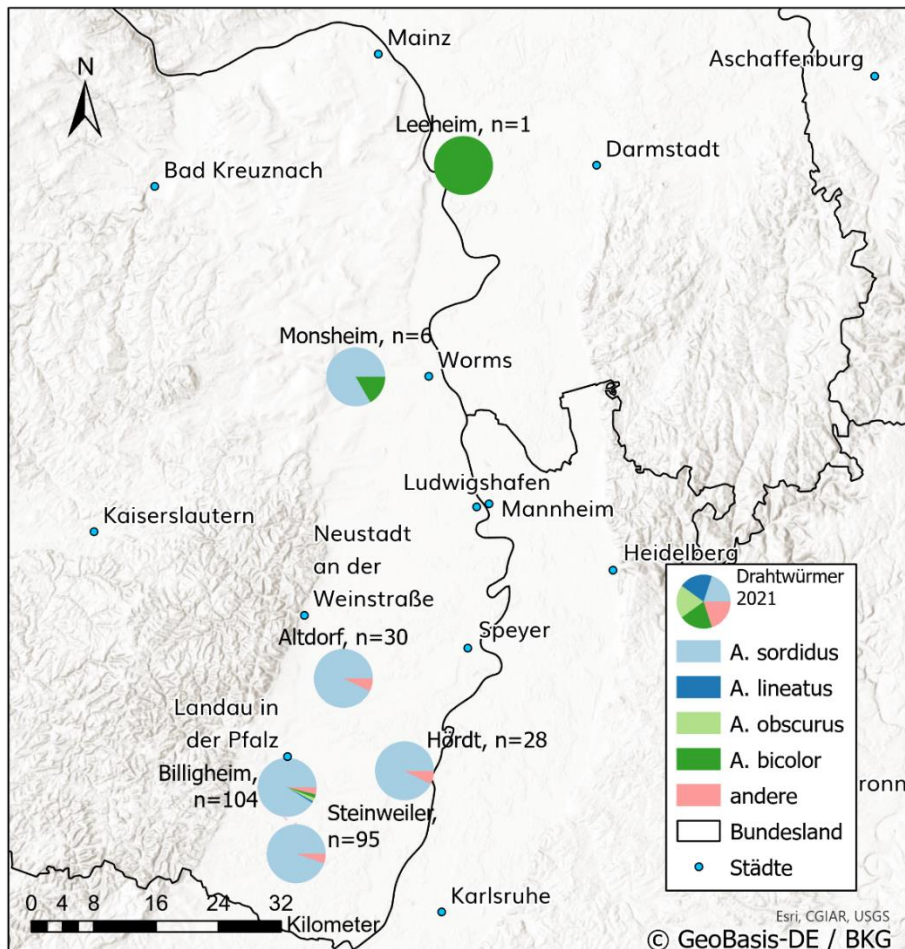 Mainz
Aschaffenburg
N
Leeheim, n=1
Darmstadt
Bad Kreuznach
Monsheim, n=6
Worms
Ludwigshafen
Mannheim
Kaiserslautern
Neustadt
an der
Weinstraße
Heidelberg
Altdorf, n=30
Speyer
Landau in
der Pfalz
Hördt, n=28
Billigheim,
n=104
Steinweiler,
n=95
ronn
Karlsruhe
Drahtwürmer
2021
A. sordidus
A. lineatus
A. obscurus
A. bicolor
andere
Bundesland
Städte
0 4 8 16 24 32
Kilometer
Esri, CGIAR, USGS
© GeoBasis-DE / BKG